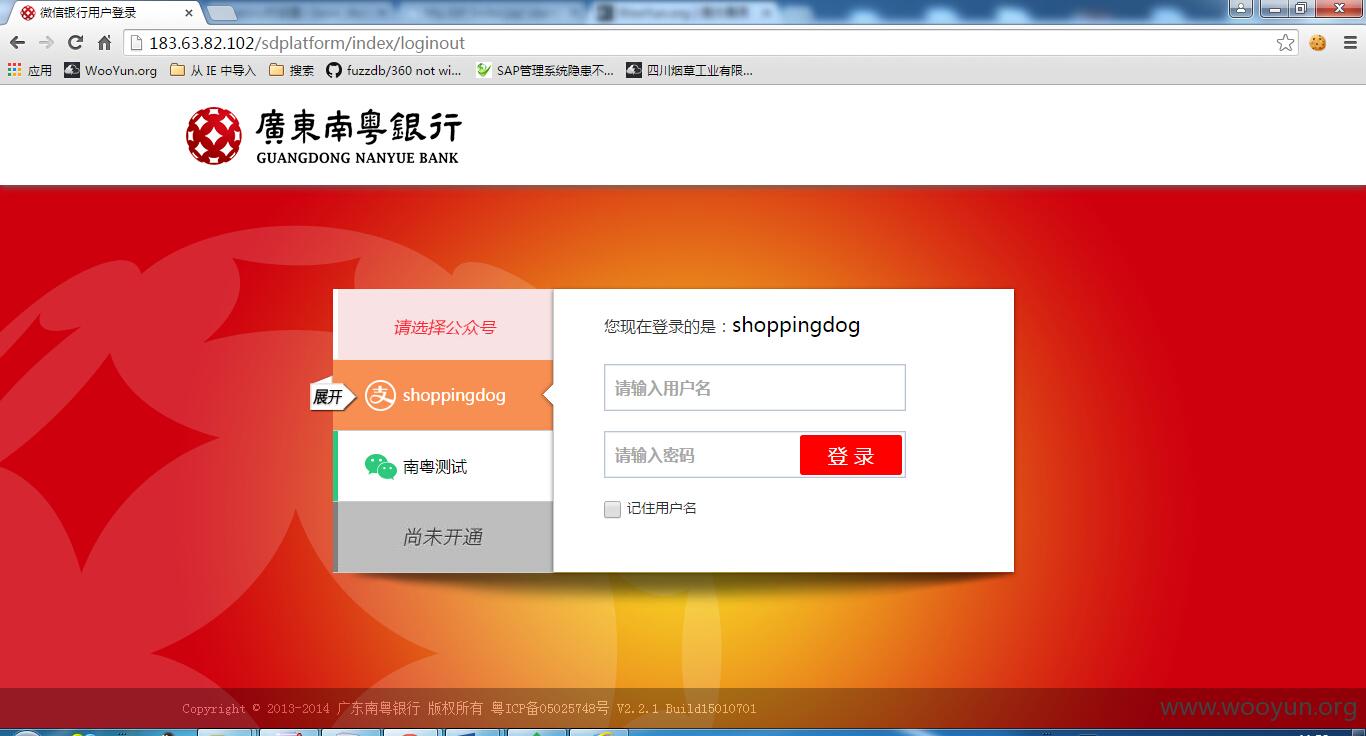 微信银行用户登录
183.63.82.102/sdplatform/index/loginout
应用 WooYun.org 从 IE 中导入 搜索 fuzzdb/360 not wi... SAP管理系统隐患不... 四川烟草工业有限...
廣東南粤銀行
GUANGDONG NANYUE BANK
请选择公众号
展开
支 shoppingdog
南粤测试
尚未开通
您现在登录的是：shoppingdog
请输入用户名
请输入密码
登 录
记住用户名
Copyright © 2013-2014 广东南粤银行 版权所有 粤ICP备05025748号 V2.2.1 Build15010701
www.wooyun.org